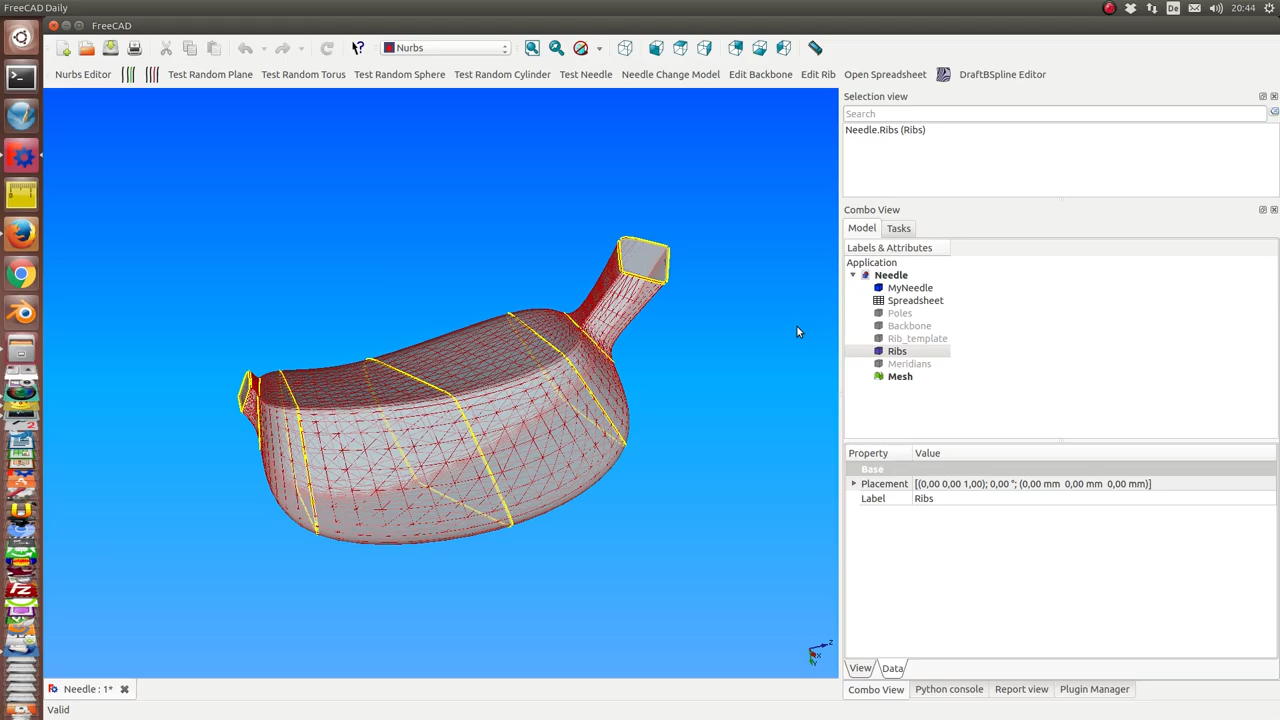 FreeCAD Daily
De
20:44
FreeCAD
Nurbs
Nurbs Editor
Test Random Plane
Test Random Torus
Test Random Sphere
Test Random Cylinder
Test Needle
Needle Change Model
Edit Backbone
Edit Rib
Open Spreadsheet
DraftBSpline Editor
Selection view
Search
Needle.Ribs (Ribs)
Combo View
Model
Tasks
Labels & Attributes
Application
Needle
MyNeedle
Spreadsheet
Poles
Backbone
Rib_template
Ribs
Meridians
Mesh
Property Value
Base
Placement [(0,00 0,00 1,00); 0,00 °; (0,00 mm 0,00 mm 0,00 mm)]
Label Ribs
z
x
y
View
Data
Needle : 1*
Combo View
Python console
Report view
Plugin Manager
Valid